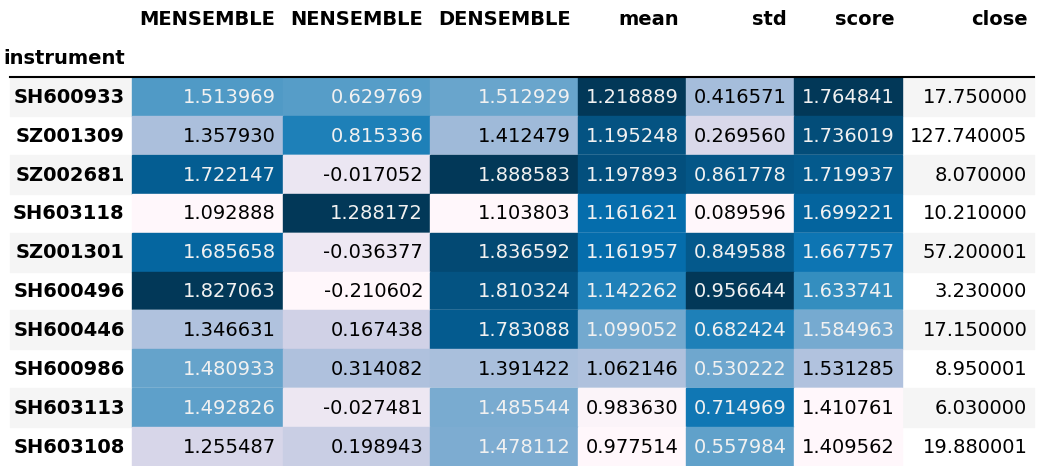 MENSEMBLE NENSEMBLE DENSEMBLE mean std score close
instrument
SH600933 1.513969 0.629769 1.512929 1.218889 0.416571 1.764841 17.750000
SZ001309 1.357930 0.815336 1.412479 1.195248 0.269560 1.736019 127.740005
SZ002681 1.722147 -0.017052 1.888583 1.197893 0.861778 1.719937 8.070000
SH603118 1.092888 1.288172 1.103803 1.161621 0.089596 1.699221 10.210000
SZ001301 1.685658 -0.036377 1.836592 1.161957 0.849588 1.667757 57.200001
SH600496 1.827063 -0.210602 1.810324 1.142262 0.956644 1.633741 3.230000
SH600446 1.346631 0.167438 1.783088 1.099052 0.682424 1.584963 17.150000
SH600986 1.480933 0.314082 1.391422 1.062146 0.530222 1.531285 8.950001
SH603113 1.492826 -0.027481 1.485544 0.983630 0.714969 1.410761 6.030000
SH603108 1.255487 0.198943 1.478112 0.977514 0.557984 1.409562 19.880001